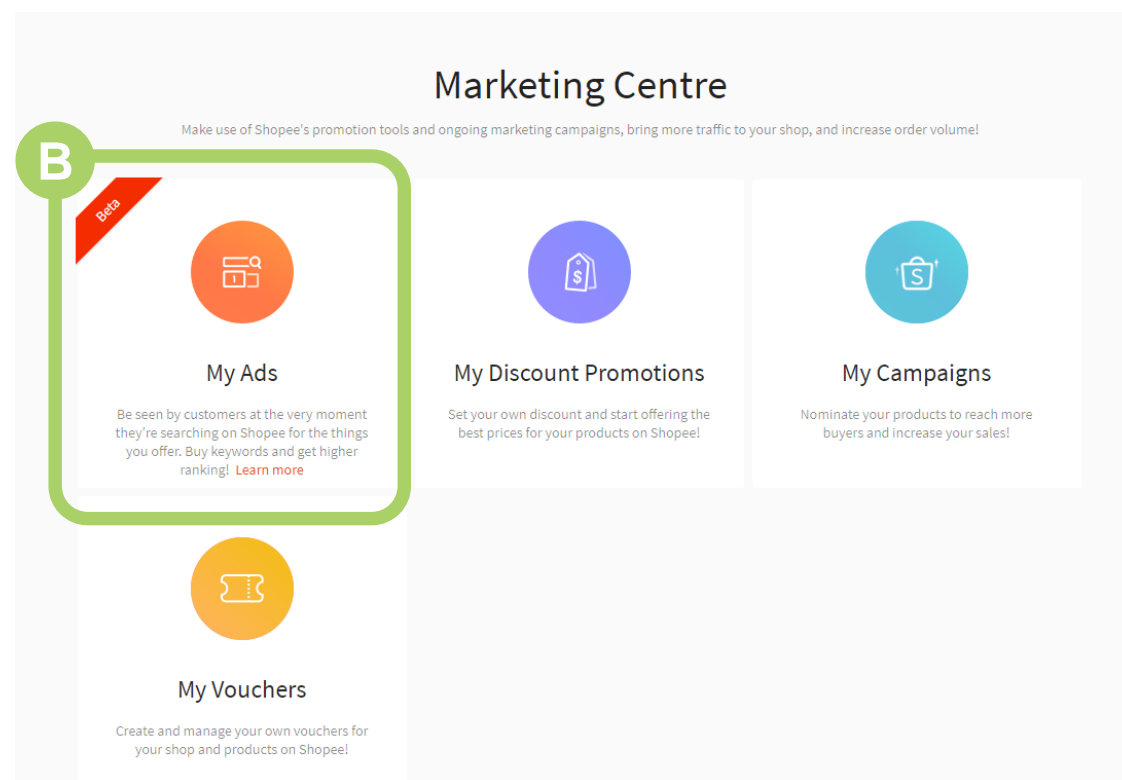 Marketing Centre
Make use of Shopee's promotion tools and ongoing marketing campaigns, bring more traffic to your shop, and increase order volume!
B
Beta
My Ads
Be seen by customers at the very moment
they're searching on Shopee for the things
you offer. Buy keywords and get higher
ranking! Learn more
My Discount Promotions
Set your own discount and start offering the
best prices for your products on Shopee!
My Campaigns
Nominate your products to reach more
buyers and increase your sales!
My Vouchers
Create and manage your own vouchers for
your shop and products on Shopee!